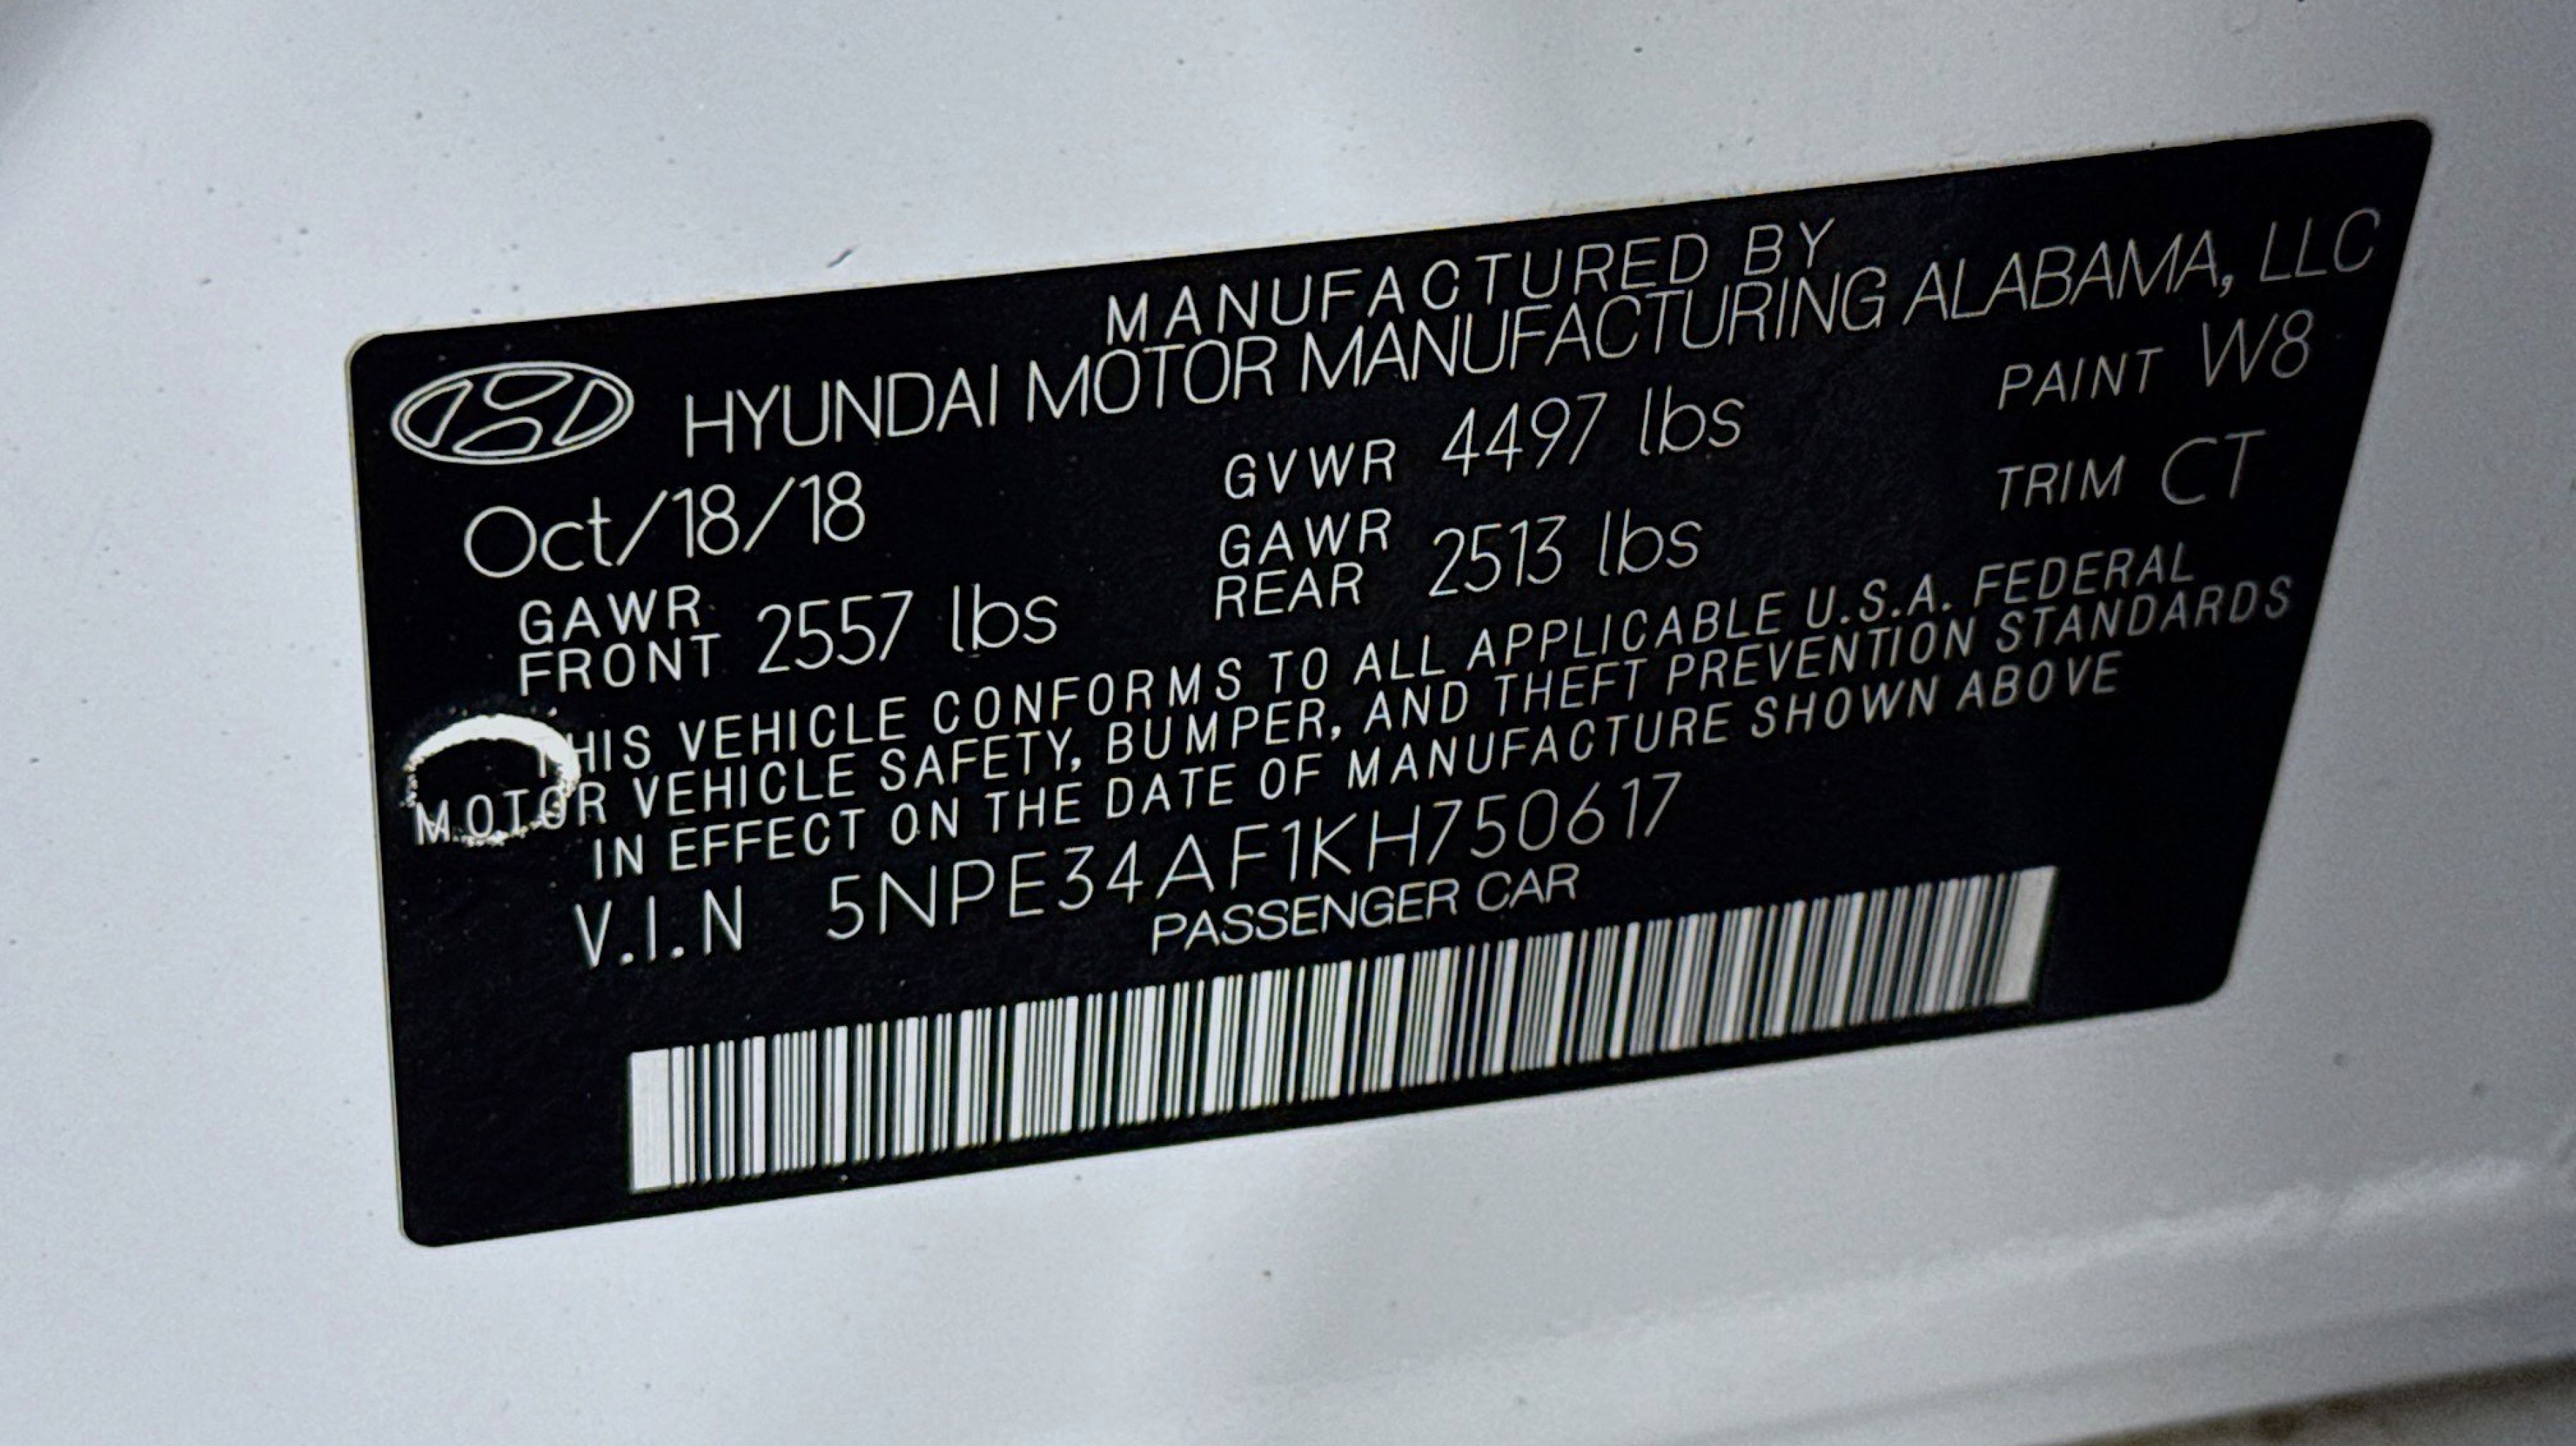 MANUFACTURED BY
HYUNDAI MOTOR MANUFACTURING ALABAMA, LLC
Oct/18/18 GVWR 4497 lbs PAINT W8
GAWR FRONT 2557 lbs GAWR REAR 2513 lbs TRIM CT
THIS VEHICLE CONFORMS TO ALL APPLICABLE U.S.A. FEDERAL
MOTOR VEHICLE SAFETY, BUMPER, AND THEFT PREVENTION STANDARDS
IN EFFECT ON THE DATE OF MANUFACTURE SHOWN ABOVE
V.I.N 5NPE34AF1KH750617
PASSENGER CAR